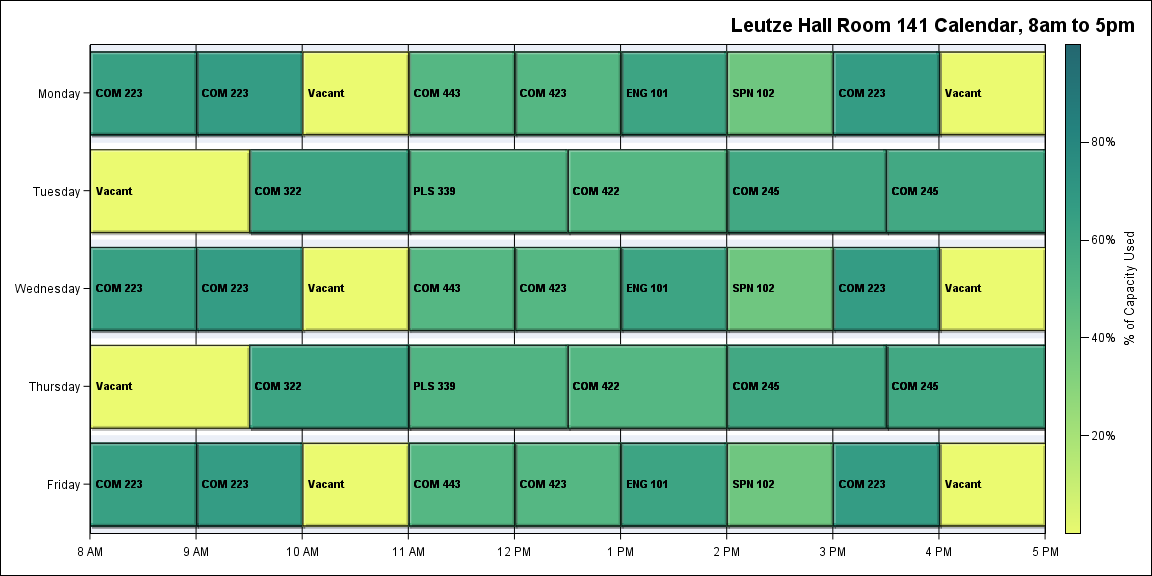 Leutze Hall Room 141 Calendar, 8am to 5pm
Monday COM 223 COM 223 Vacant COM 443 COM 423 ENG 101 SPN 102 COM 223 Vacant
80%
Tuesday Vacant COM 322 PLS 339 COM 422 COM 245 COM 245
60%
% of Capacity Used
Wednesday COM 223 COM 223 Vacant COM 443 COM 423 ENG 101 SPN 102 COM 223 Vacant
40%
Thursday Vacant COM 322 PLS 339 COM 422 COM 245 COM 245
20%
Friday COM 223 COM 223 Vacant COM 443 COM 423 ENG 101 SPN 102 COM 223 Vacant
8 AM 9 AM 10 AM 11 AM 12 PM 1 PM 2 PM 3 PM 4 PM 5 PM